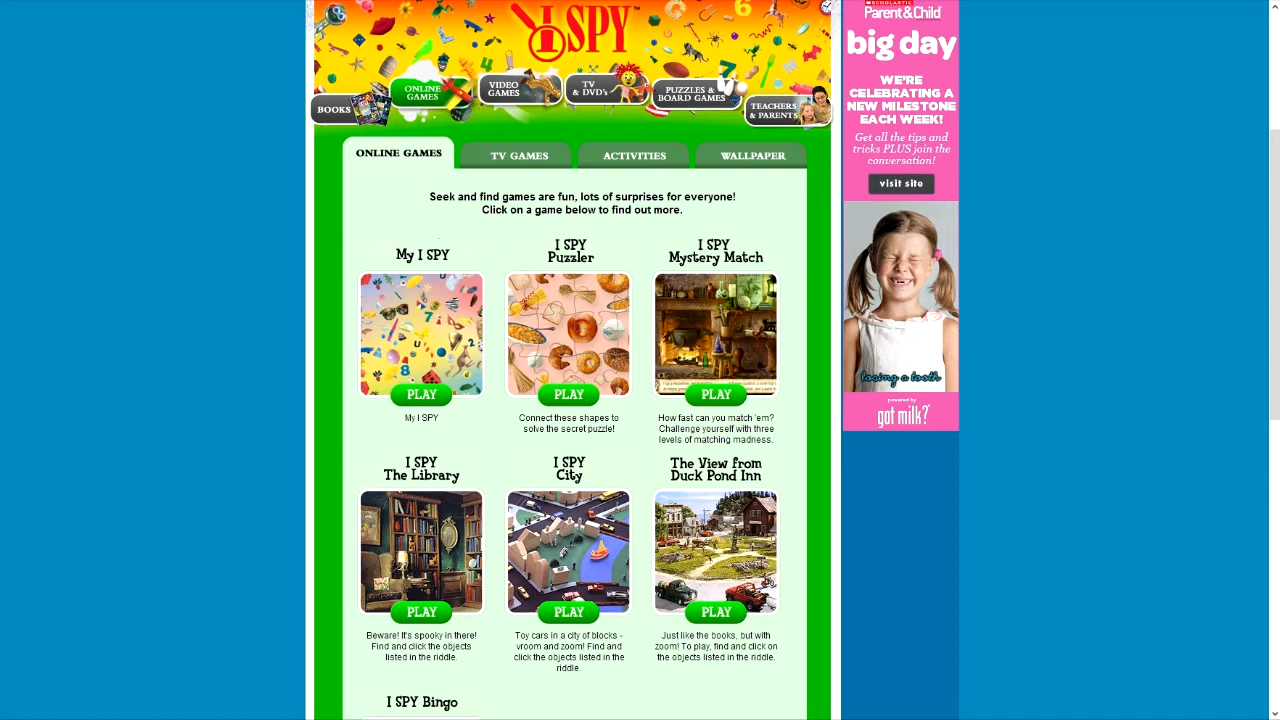 I SPY™
BOOKS
ONLINE
GAMES
VIDEO
GAMES
TV
& DVD's
PUZZLES &
BOARD GAMES
TEACHERS
& PARENTS
ONLINE GAMES
TV GAMES
ACTIVITIES
WALLPAPER
Seek and find games are fun, lots of surprises for everyone!
Click on a game below to find out more.
My I SPY
PLAY
My I SPY
I SPY
Puzzler
PLAY
Connect these shapes to
solve the secret puzzle!
I SPY
Mystery Match
PLAY
How fast can you match 'em?
Challenge yourself with three
levels of matching madness.
I SPY
The Library
PLAY
Beware! It's spooky in there!
Find and click the objects
listed in the riddle.
I SPY
City
PLAY
Toy cars in a city of blocks -
vroom and zoom! Find and
click the objects listed in the
riddle.
The View from
Duck Pond Inn
PLAY
Just like the books, but with
zoom! To play, find and click on
the objects listed in the riddle.
I SPY Bingo
SCHOLASTIC
Parent&Child
big day
WE'RE
CELEBRATING A
NEW MILESTONE
EACH WEEK!
Get all the tips and
tricks PLUS join the
conversation!
visit site
losing a tooth
powered by
got milk?